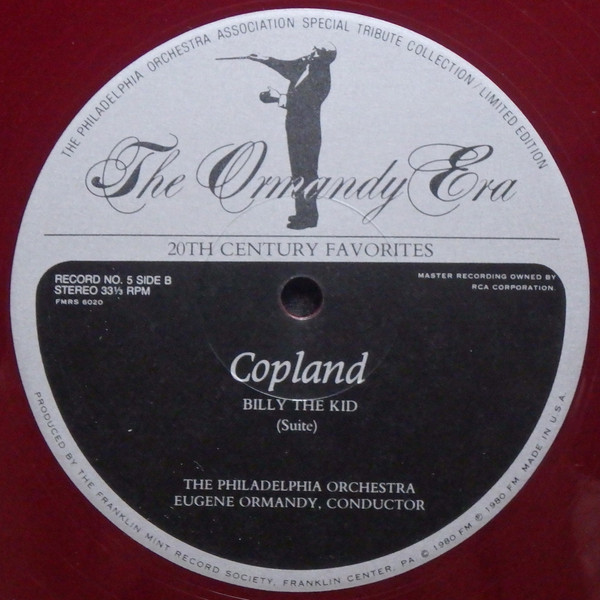 THE PHILADELPHIA ORCHESTRA ASSOCIATION SPECIAL TRIBUTE COLLECTION / LIMITED EDITION
The Ormandy Era
20TH CENTURY FAVORITES
RECORD NO. 5 SIDE B
STEREO 33⅓ RPM
FMRS 6020
MASTER RECORDING OWNED BY
RCA CORPORATION.
Copland
BILLY THE KID
(Suite)
THE PHILADELPHIA ORCHESTRA
EUGENE ORMANDY, CONDUCTOR
PRODUCED BY THE FRANKLIN MINT RECORD SOCIETY, FRANKLIN CENTER, PA. © 1980 FM ℗ 1980 FM MADE IN U.S.A.